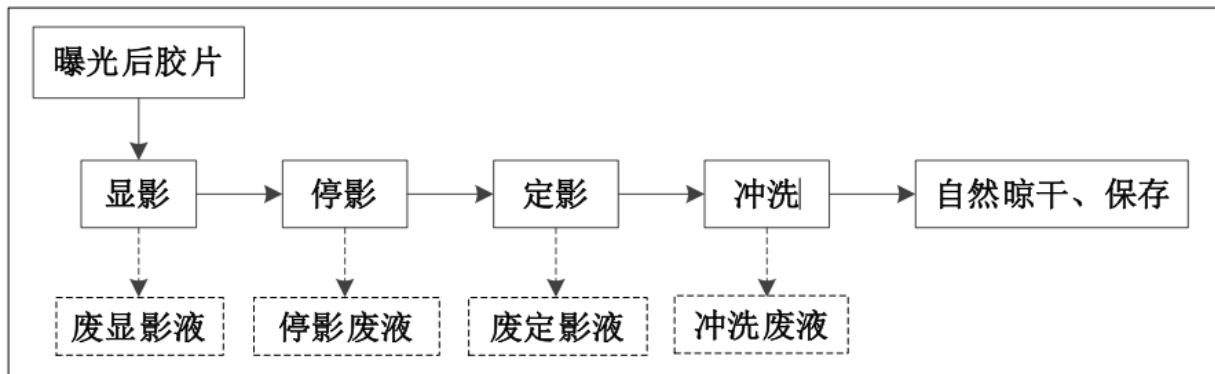 曝光后胶片
显影
停影
定影
冲洗
自然晾干、保存
废显影液
停影废液
废定影液
冲洗废液